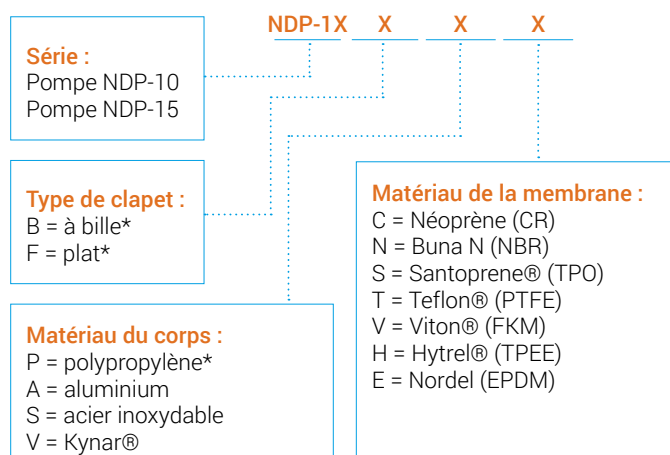 NDP-1X X X X
Série :
Pompe NDP-10
Pompe NDP-15
Type de clapet :
B = à bille*
F = plat*
Matériau du corps :
P = polypropylène*
A = aluminium
S = acier inoxydable
V = Kynar®
Matériau de la membrane :
C = Néoprène (CR)
N = Buna N (NBR)
S = Santoprene® (TPO)
T = Teflon® (PTFE)
V = Viton® (FKM)
H = Hytrel® (TPEE)
E = Nordel (EPDM)